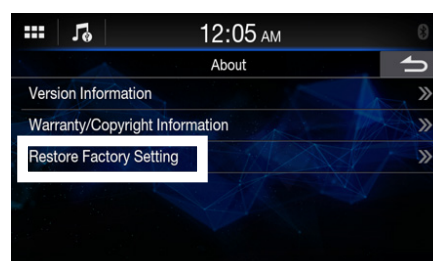 12:05 AM
About
Version Information
Warranty/Copyright Information
Restore Factory Setting